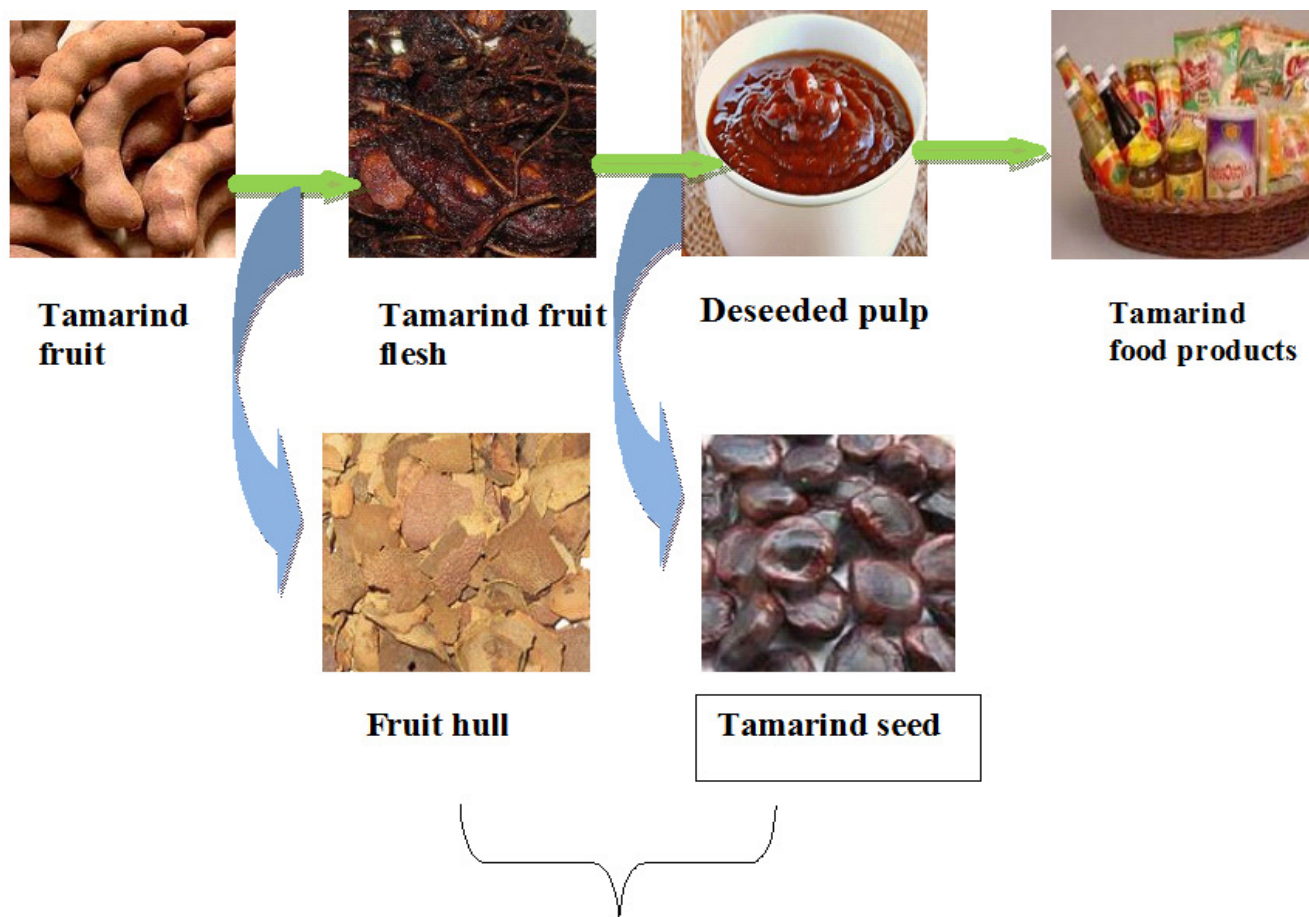 Tamarind
fruit
Tamarind fruit
flesh
Deseeded pulp
Tamarind
food products
Fruit hull
Tamarind seed